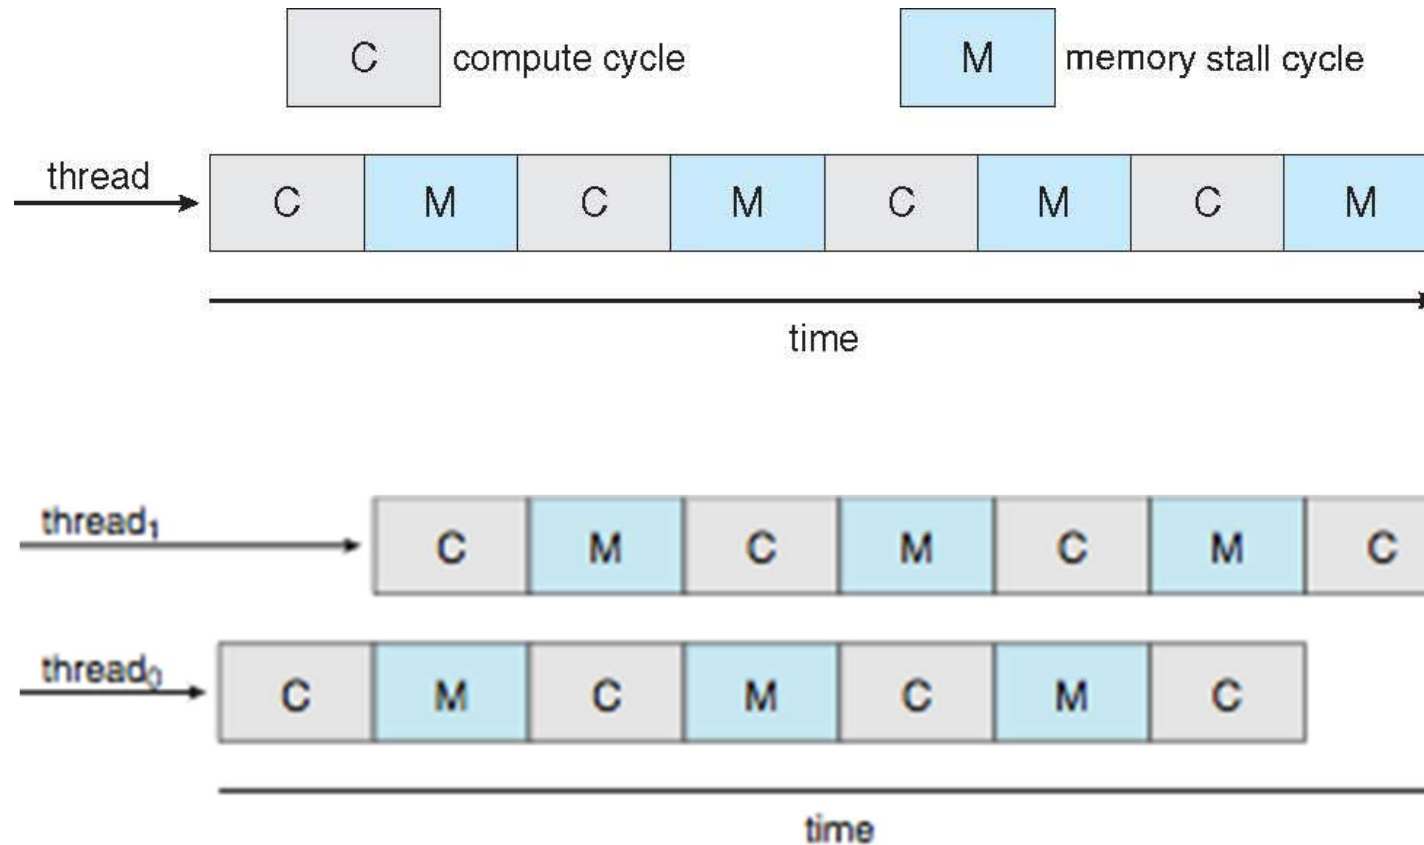 C compute cycle M memory stall cycle
thread
C M C M C M C M
time
thread₁
C M C M C M C
thread₀
C M C M C M C
time